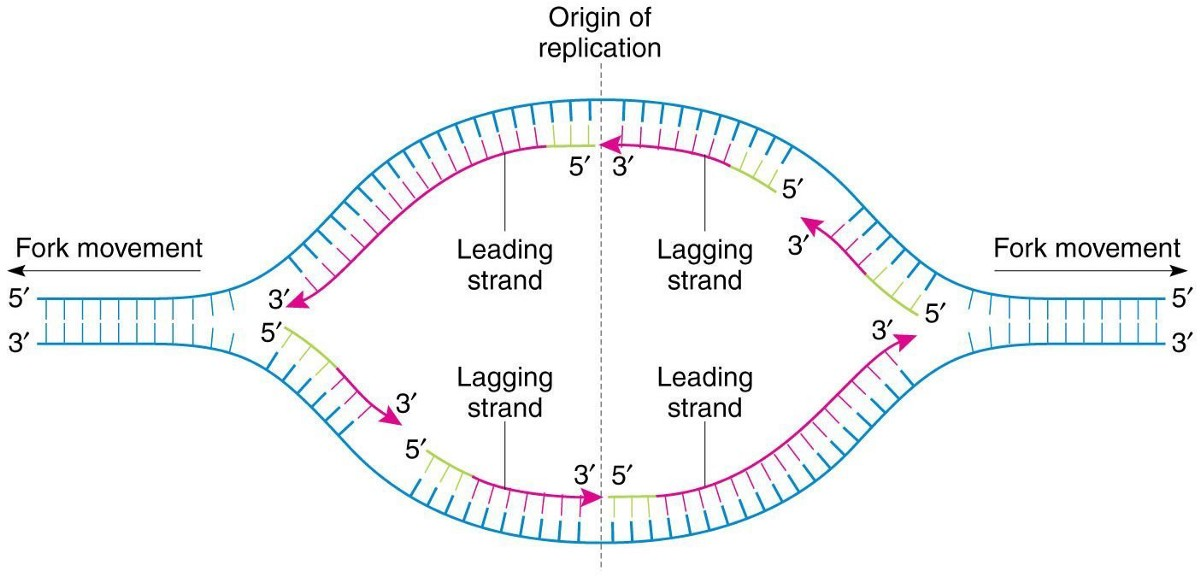 Origin of
replication
5′
3′
5′
Leading
strand
Lagging
strand
3′
Fork movement
Fork movement
5′
3′
5′
5′
3′
5′
3′
3′
3′
Lagging
strand
Leading
strand
3′
5′
3′
5′